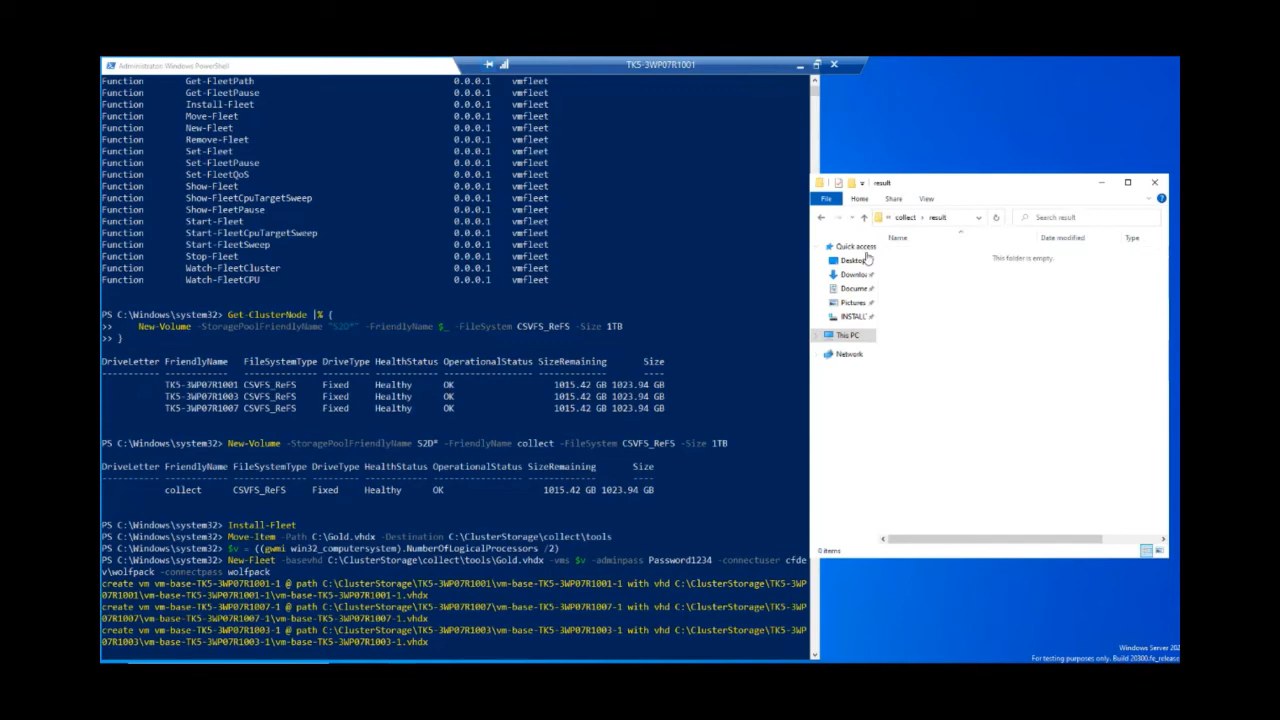 Administrator: Windows PowerShell
TK5-3WP07R1001
Function Get-FleetPath 0.0.0.1 vmfleet
Function Get-FleetPause 0.0.0.1 vmfleet
Function Install-Fleet 0.0.0.1 vmfleet
Function Move-Fleet 0.0.0.1 vmfleet
Function New-Fleet 0.0.0.1 vmfleet
Function Remove-Fleet 0.0.0.1 vmfleet
Function Set-Fleet 0.0.0.1 vmfleet
Function Set-FleetPause 0.0.0.1 vmfleet
Function Set-FleetQoS 0.0.0.1 vmfleet
Function Show-Fleet 0.0.0.1 vmfleet
Function Show-FleetCpuTargetSweep 0.0.0.1 vmfleet
Function Show-FleetPause 0.0.0.1 vmfleet
Function Start-Fleet 0.0.0.1 vmfleet
Function Start-FleetCpuTargetSweep 0.0.0.1 vmfleet
Function Start-FleetSweep 0.0.0.1 vmfleet
Function Stop-Fleet 0.0.0.1 vmfleet
Function Watch-FleetCluster 0.0.0.1 vmfleet
Function Watch-FleetCPU 0.0.0.1 vmfleet
PS C:\Windows\system32> Get-ClusterNode |% {
>> New-Volume -StoragePoolFriendlyName "S2D*" -FriendlyName $_ -FileSystem CSVFS_ReFS -Size 1TB
>> }
DriveLetter FriendlyName FileSystemType DriveType HealthStatus OperationalStatus SizeRemaining Size
----------- ------------ -------------- --------- ------------ ----------------- ------------- ----
TK5-3WP07R1001 CSVFS_ReFS Fixed Healthy OK 1015.42 GB 1023.94 GB
TK5-3WP07R1003 CSVFS_ReFS Fixed Healthy OK 1015.42 GB 1023.94 GB
TK5-3WP07R1007 CSVFS_ReFS Fixed Healthy OK 1015.42 GB 1023.94 GB
PS C:\Windows\system32> New-Volume -StoragePoolFriendlyName S2D* -FriendlyName collect -FileSystem CSVFS_ReFS -Size 1TB
DriveLetter FriendlyName FileSystemType DriveType HealthStatus OperationalStatus SizeRemaining Size
----------- ------------ -------------- --------- ------------ ----------------- ------------- ----
collect CSVFS_ReFS Fixed Healthy OK 1015.42 GB 1023.94 GB
PS C:\Windows\system32> Install-Fleet
PS C:\Windows\system32> Move-Item -Path C:\Gold.vhdx -Destination C:\ClusterStorage\collect\tools
PS C:\Windows\system32> $v = ((gwmi win32_computersystem).NumberOfLogicalProcessors /2)
PS C:\Windows\system32> New-Fleet -basevhd C:\ClusterStorage\collect\tools\Gold.vhdx -vms $v -adminpass Password1234 -connectuser cfde
v\wolfpack -connectpass wolfpack
create vm vm-base-TK5-3WP07R1001-1 @ path C:\ClusterStorage\TK5-3WP07R1001\vm-base-TK5-3WP07R1001-1 with vhd C:\ClusterStorage\TK5-3WP
07R1001\vm-base-TK5-3WP07R1001-1\vm-base-TK5-3WP07R1001-1.vhdx
create vm vm-base-TK5-3WP07R1007-1 @ path C:\ClusterStorage\TK5-3WP07R1007\vm-base-TK5-3WP07R1007-1 with vhd C:\ClusterStorage\TK5-3WP
07R1007\vm-base-TK5-3WP07R1007-1\vm-base-TK5-3WP07R1007-1.vhdx
create vm vm-base-TK5-3WP07R1003-1 @ path C:\ClusterStorage\TK5-3WP07R1003\vm-base-TK5-3WP07R1003-1 with vhd C:\ClusterStorage\TK5-3WP
07R1003\vm-base-TK5-3WP07R1003-1\vm-base-TK5-3WP07R1003-1.vhdx
result
File Home Share View
« collect › result
Search result
Name Date modified Type
This folder is empty.
Quick access
Desktop
Downloa
Docume
Pictures
INSTALL
This PC
Network
0 items
Windows Server 202
For testing purposes only. Build 20300.fe_release